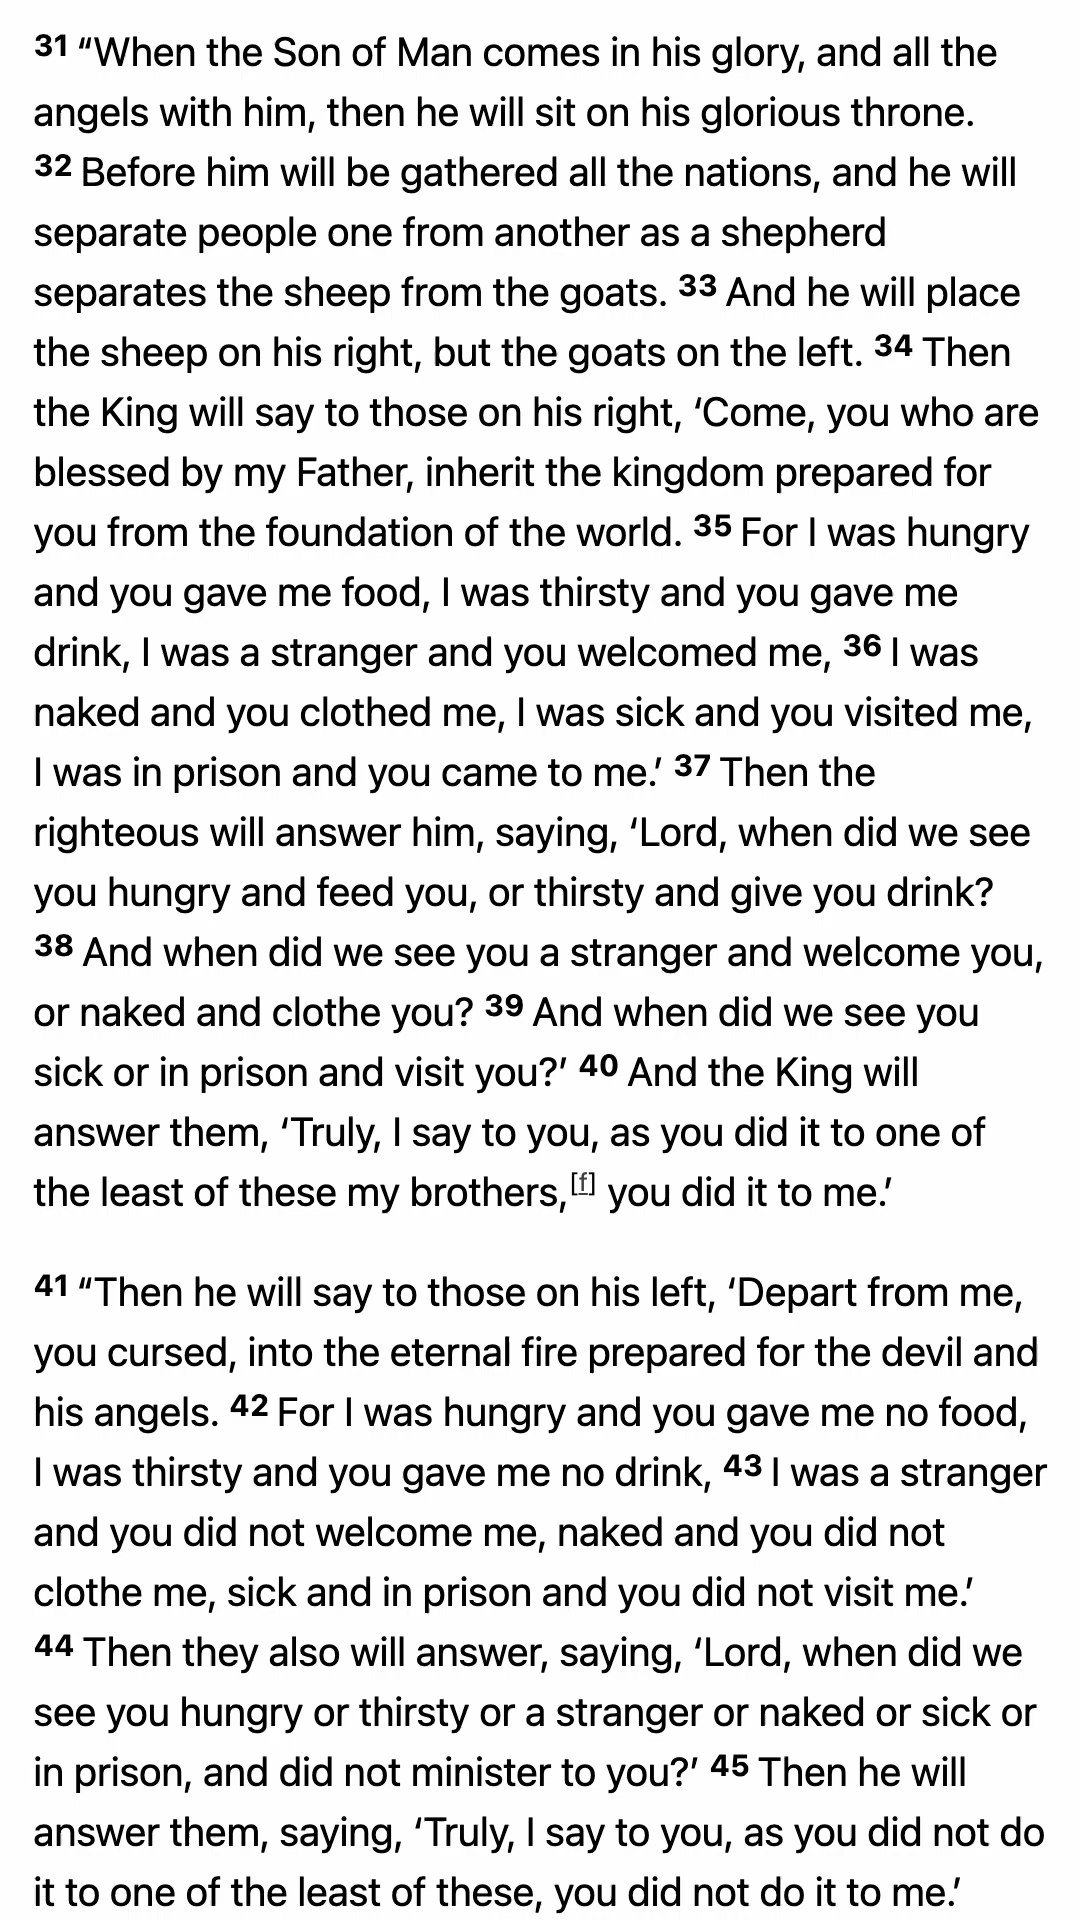 31 “When the Son of Man comes in his glory, and all the
angels with him, then he will sit on his glorious throne.
32 Before him will be gathered all the nations, and he will
separate people one from another as a shepherd
separates the sheep from the goats. 33 And he will place
the sheep on his right, but the goats on the left. 34 Then
the King will say to those on his right, ‘Come, you who are
blessed by my Father, inherit the kingdom prepared for
you from the foundation of the world. 35 For I was hungry
and you gave me food, I was thirsty and you gave me
drink, I was a stranger and you welcomed me, 36 I was
naked and you clothed me, I was sick and you visited me,
I was in prison and you came to me.’ 37 Then the
righteous will answer him, saying, ‘Lord, when did we see
you hungry and feed you, or thirsty and give you drink?
38 And when did we see you a stranger and welcome you,
or naked and clothe you? 39 And when did we see you
sick or in prison and visit you?’ 40 And the King will
answer them, ‘Truly, I say to you, as you did it to one of
the least of these my brothers,[f] you did it to me.’
41 “Then he will say to those on his left, ‘Depart from me,
you cursed, into the eternal fire prepared for the devil and
his angels. 42 For I was hungry and you gave me no food,
I was thirsty and you gave me no drink, 43 I was a stranger
and you did not welcome me, naked and you did not
clothe me, sick and in prison and you did not visit me.’
44 Then they also will answer, saying, ‘Lord, when did we
see you hungry or thirsty or a stranger or naked or sick or
in prison, and did not minister to you?’ 45 Then he will
answer them, saying, ‘Truly, I say to you, as you did not do
it to one of the least of these, you did not do it to me.’